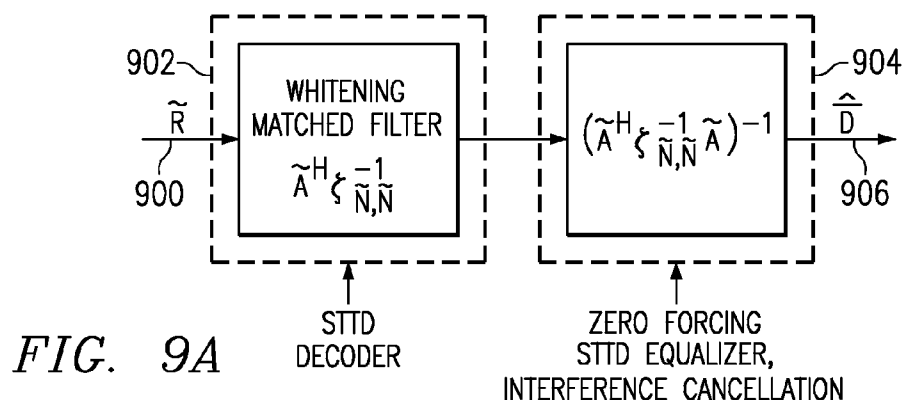 902
904
WHITENING
MATCHED FILTER
Ã^H ζ^{-1}_{Ñ,Ñ}
(Ã^H ζ^{-1}_{Ñ,Ñ} Ã)^{-1}
R̃
900
D̂̅
906
STTD
DECODER
ZERO FORCING
STTD EQUALIZER,
INTERFERENCE CANCELLATION
FIG. 9A